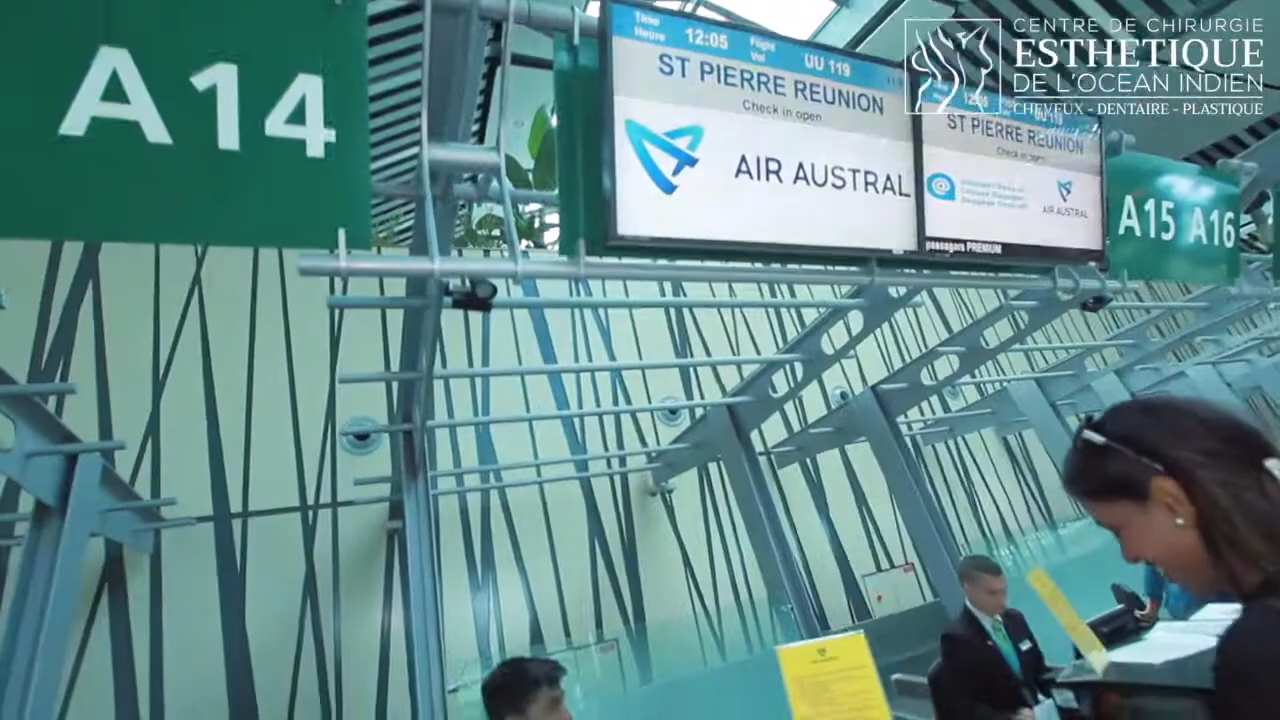 A14
Time
Heure
12:05
Flight
Vol
UU 119
ST PIERRE REUNION
Check in open
AIR AUSTRAL
ST PIERRE REUNION
Check in open
AIR AUSTRAL
passagers PREMIUM
A15 A16
CENTRE DE CHIRURGIE
ESTHETIQUE
DE L'OCÉAN INDIEN
CHEVEUX - DENTAIRE - PLASTIQUE